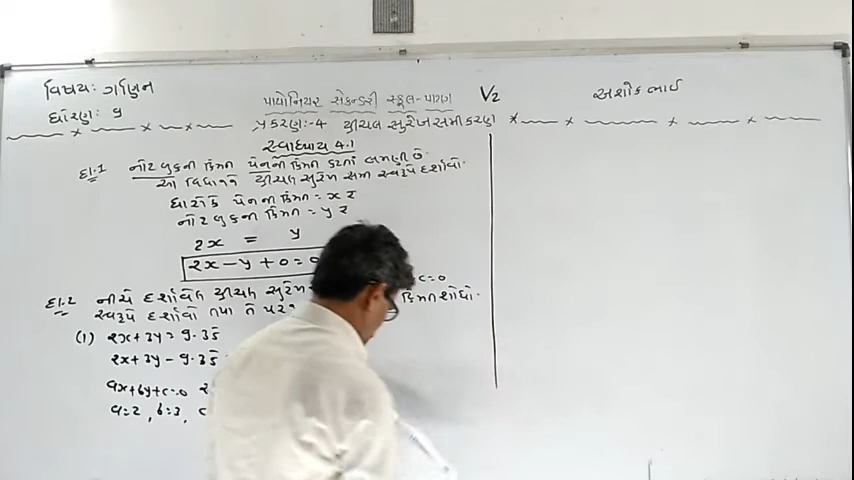 વિષય: ગણિત
ધોરણ: ૯
પાયોનિયર સેકન્ડરી સ્કૂલ-પાગગ V2
અશોકભાઈ
પ્રકરણ:-4 દ્વિચલ સુરેખ સમીકરણ
સ્વાધ્યાય 4.1
દા.1 નોટબુકની કિંમત પેનની કિંમત કરતાં બમણી છે.
આ વિધાનને દ્વિચલ સુરેખ સમી સ્વરૂપે દર્શાવો.
ધારોકે પેનની કિંમત = x ₹
નોટબુકની કિંમત = y ₹
2x = y
2x - y + 0 = 0
દા.2 નીચે દર્શાવેલ દ્વિચલ સુરેખ c=0
સ્વરૂપે દર્શાવો તથા તે પરથી કિંમત શોધો.
(1) 2x+3y = 9.35
2x+3y - 9.35
ax+by+c=0 2
a=2, b=3, c